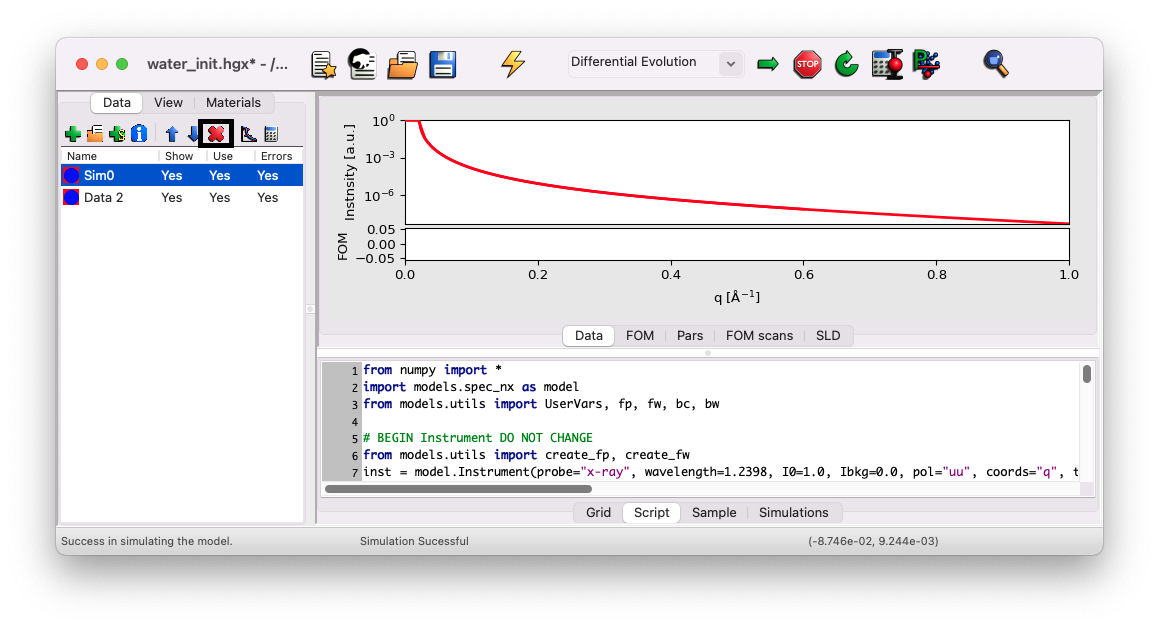 water_init.hgx* - /...
STOP
Differential Evolution
Data View Materials
Name Show Use Errors
Sim0 Yes Yes Yes
Data 2 Yes Yes Yes
Instnsity [a.u.]
10⁰
10⁻³
10⁻⁶
FOM
0.05
0.00
−0.05
0.0 0.2 0.4 0.6 0.8 1.0
q [Å⁻¹]
Data FOM Pars FOM scans SLD
1 from numpy import *
2 import models.spec_nx as model
3 from models.utils import UserVars, fp, fw, bc, bw
4
5 # BEGIN Instrument DO NOT CHANGE
6 from models.utils import create_fp, create_fw
7 inst = model.Instrument(probe="x-ray", wavelength=1.2398, I0=1.0, Ibkg=0.0, pol="uu", coords="q", t
Grid Script Sample Simulations
Success in simulating the model. Simulation Sucessful (-8.746e-02, 9.244e-03)